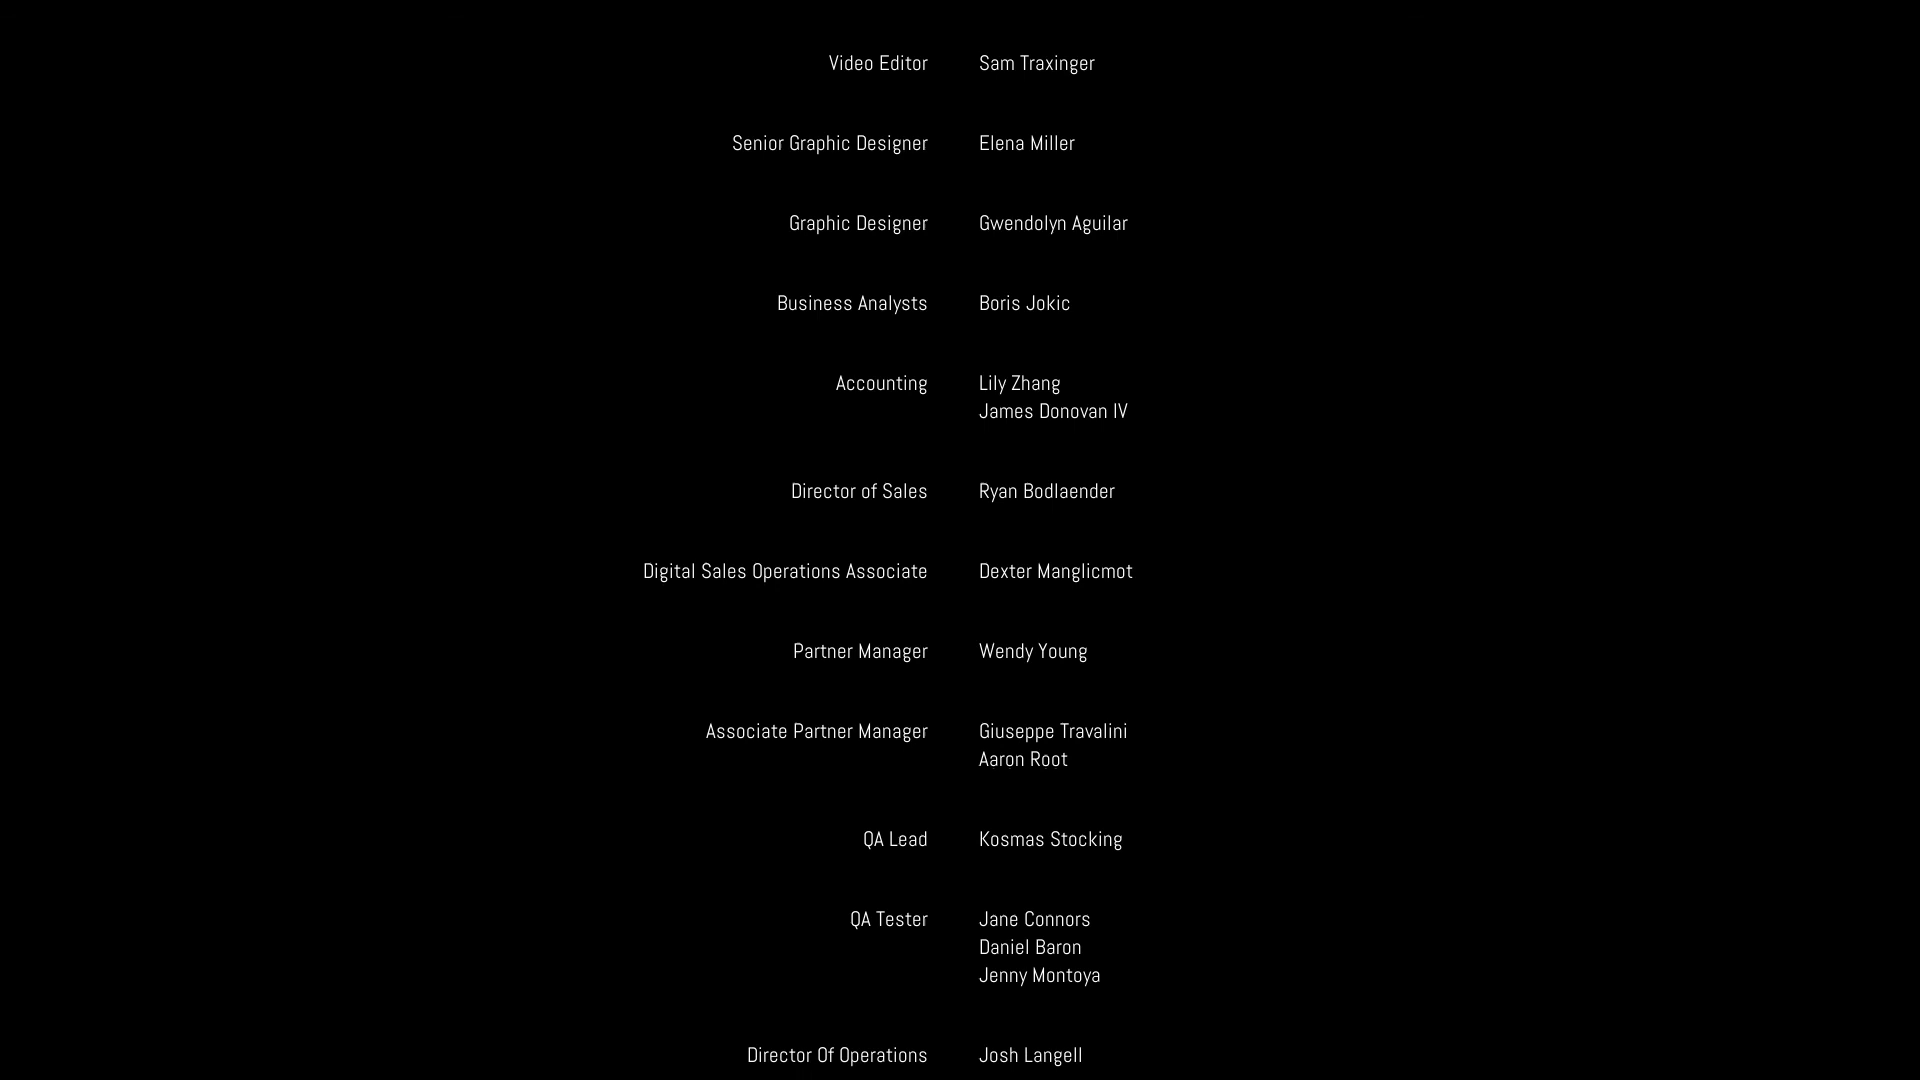 Video Editor Sam Traxinger
Senior Graphic Designer Elena Miller
Graphic Designer Gwendolyn Aguilar
Business Analysts Boris Jokic
Accounting Lily Zhang
James Donovan IV
Director of Sales Ryan Bodlaender
Digital Sales Operations Associate Dexter Manglicmot
Partner Manager Wendy Young
Associate Partner Manager Giuseppe Travalini
Aaron Root
QA Lead Kosmas Stocking
QA Tester Jane Connors
Daniel Baron
Jenny Montoya
Director Of Operations Josh Langell